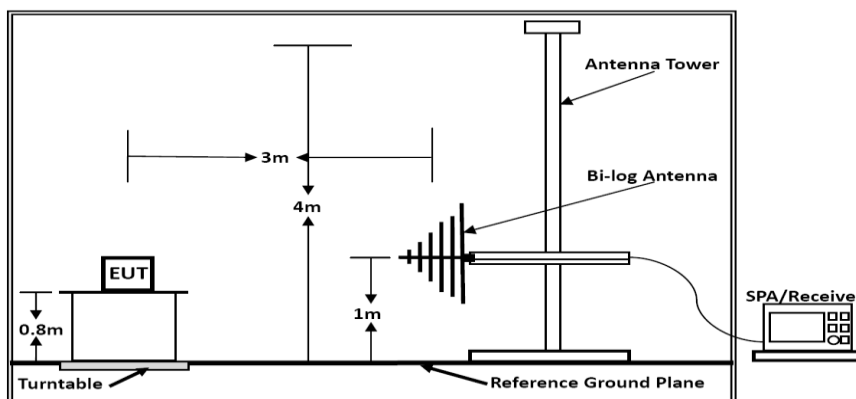 Antenna Tower
3m
Bi-log Antenna
4m
EUT
SPA/Receive
0.8m
1m
Turntable
Reference Ground Plane